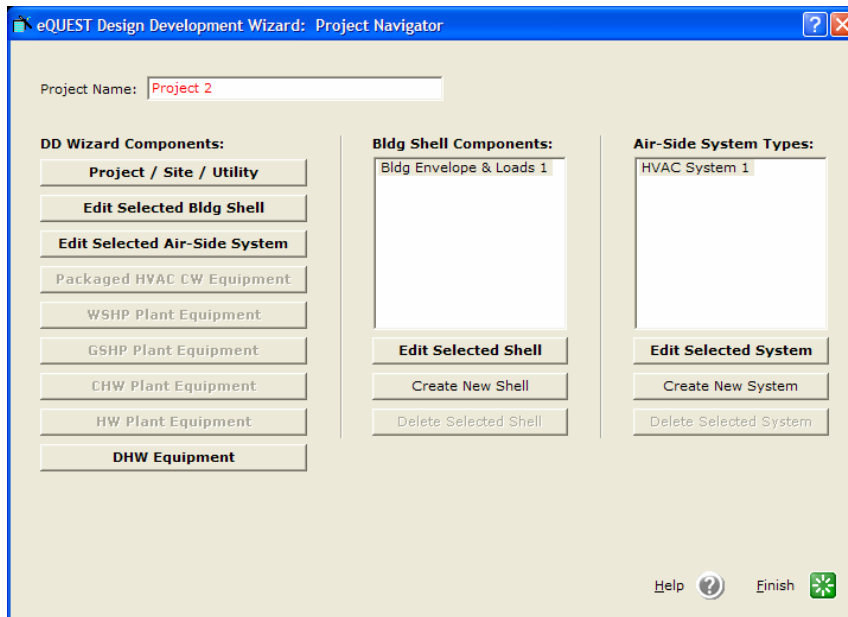 eQUEST Design Development Wizard:  Project Navigator
Project Name: Project 2
DD Wizard Components:
Project / Site / Utility
Edit Selected Bldg Shell
Edit Selected Air-Side System
Packaged HVAC CW Equipment
WSHP Plant Equipment
GSHP Plant Equipment
CHW Plant Equipment
HW Plant Equipment
DHW Equipment
Bldg Shell Components:
Bldg Envelope & Loads 1
Edit Selected Shell
Create New Shell
Delete Selected Shell
Air-Side System Types:
HVAC System 1
Edit Selected System
Create New System
Delete Selected System
Help ? Finish